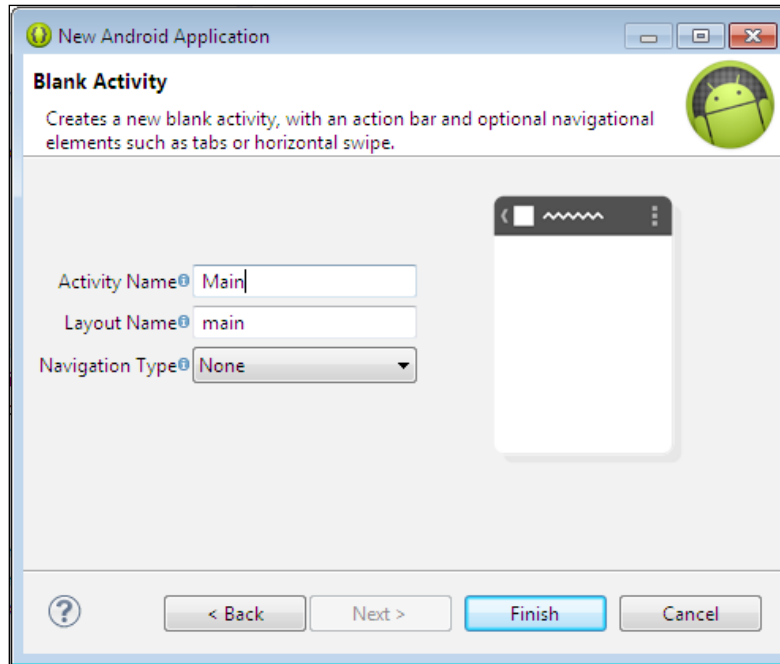 New Android Application
Blank Activity
Creates a new blank activity, with an action bar and optional navigational
elements such as tabs or horizontal swipe.
Activity Name Main
Layout Name main
Navigation Type None
? < Back Next > Finish Cancel